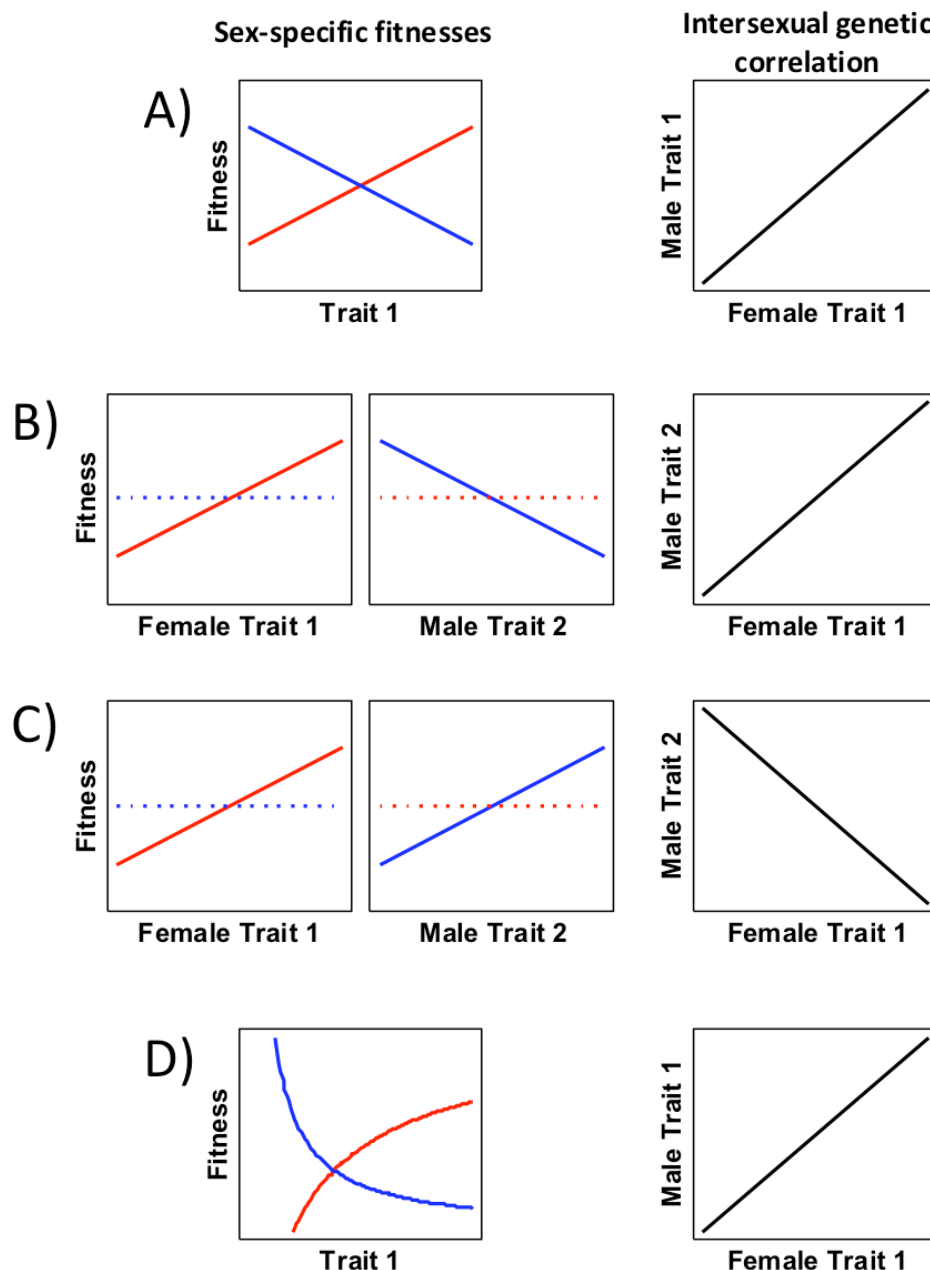 Sex-specific fitnesses
Intersexual genetic
correlation
A)
Fitness
Trait 1
Male Trait 1
Female Trait 1
B)
Fitness
Female Trait 1
Male Trait 2
Male Trait 2
Female Trait 1
C)
Fitness
Female Trait 1
Male Trait 2
Male Trait 2
Female Trait 1
D)
Fitness
Trait 1
Male Trait 1
Female Trait 1